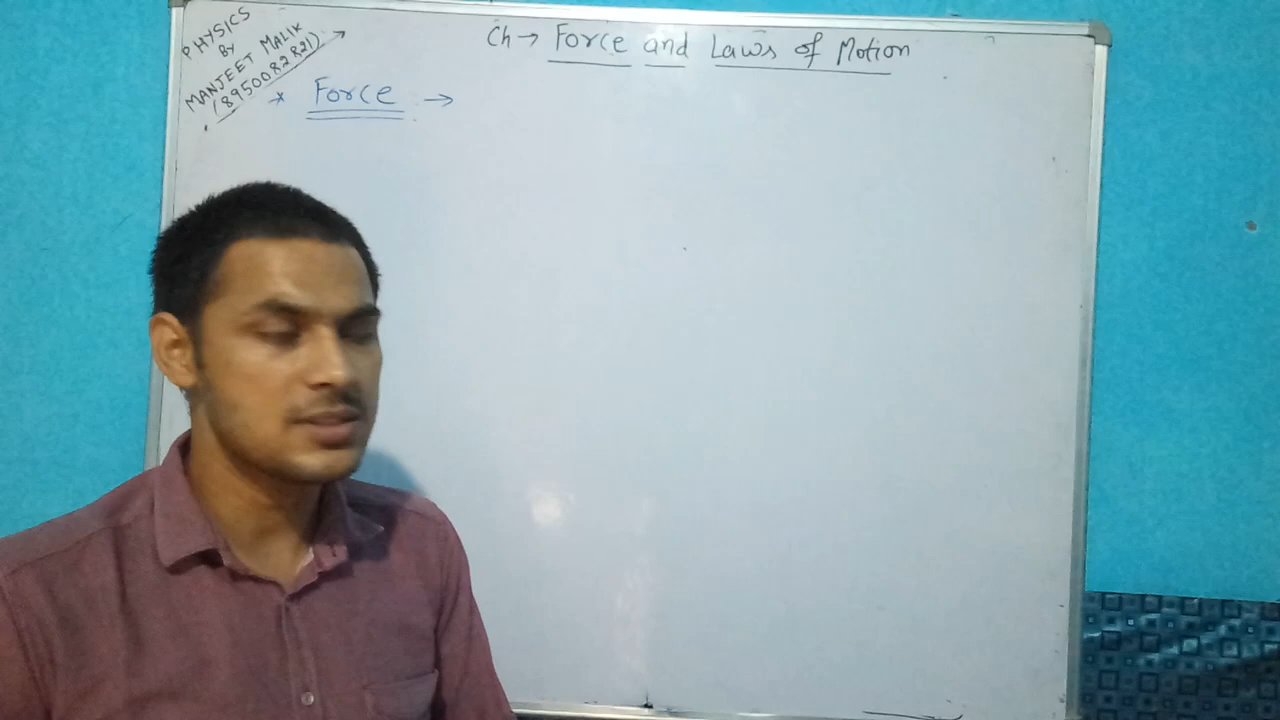 PHYSICS
By
MANJEET MALIK
(8950082821)
Ch → Force and Laws of Motion
* Force →